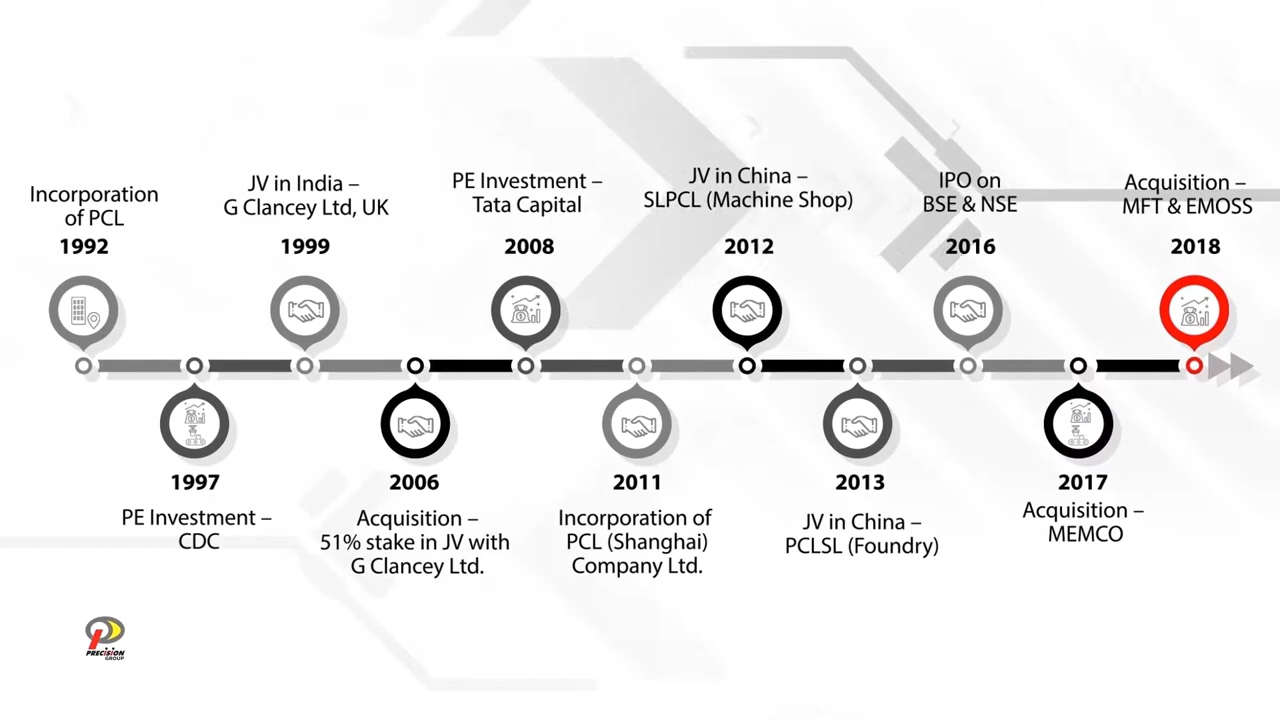 Incorporation
of PCL
1992
PE Investment –
CDC
1997
JV in India –
G Clancey Ltd, UK
1999
2006
Acquisition –
51% stake in JV with
G Clancey Ltd.
PE Investment –
Tata Capital
2008
2011
Incorporation of
PCL (Shanghai)
Company Ltd.
JV in China –
SLPCL (Machine Shop)
2012
2013
JV in China –
PCLSL (Foundry)
IPO on
BSE & NSE
2016
2017
Acquisition –
MEMCO
Acquisition –
MFT & EMOSS
2018
PRECISION
GROUP